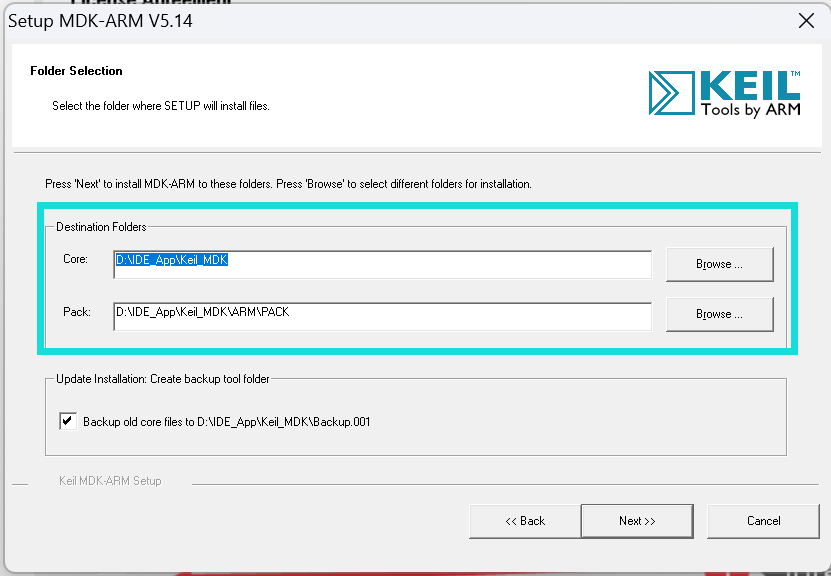 License Agreement
Setup MDK-ARM V5.14
Folder Selection
Select the folder where SETUP will install files.
KEIL™
Tools by ARM
Press 'Next' to install MDK-ARM to these folders. Press 'Browse' to select different folders for installation.
Destination Folders
Core: D:\IDE_App\Keil_MDK Browse ...
Pack: D:\IDE_App\Keil_MDK\ARM\PACK Browse ...
Update Installation: Create backup tool folder
Backup old core files to D:\IDE_App\Keil_MDK\Backup.001
Keil MDK-ARM Setup
<< Back Next >> Cancel